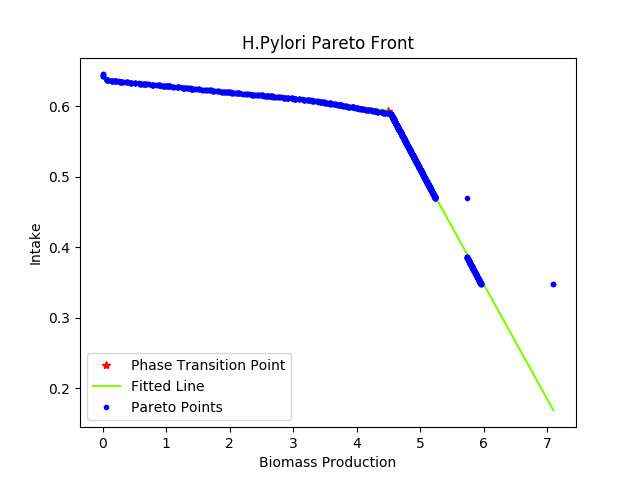 H.Pylori Pareto Front
Intake
0.6
0.5
0.4
0.3
0.2
Phase Transition Point
Fitted Line
Pareto Points
0 1 2 3 4 5 6 7
Biomass Production